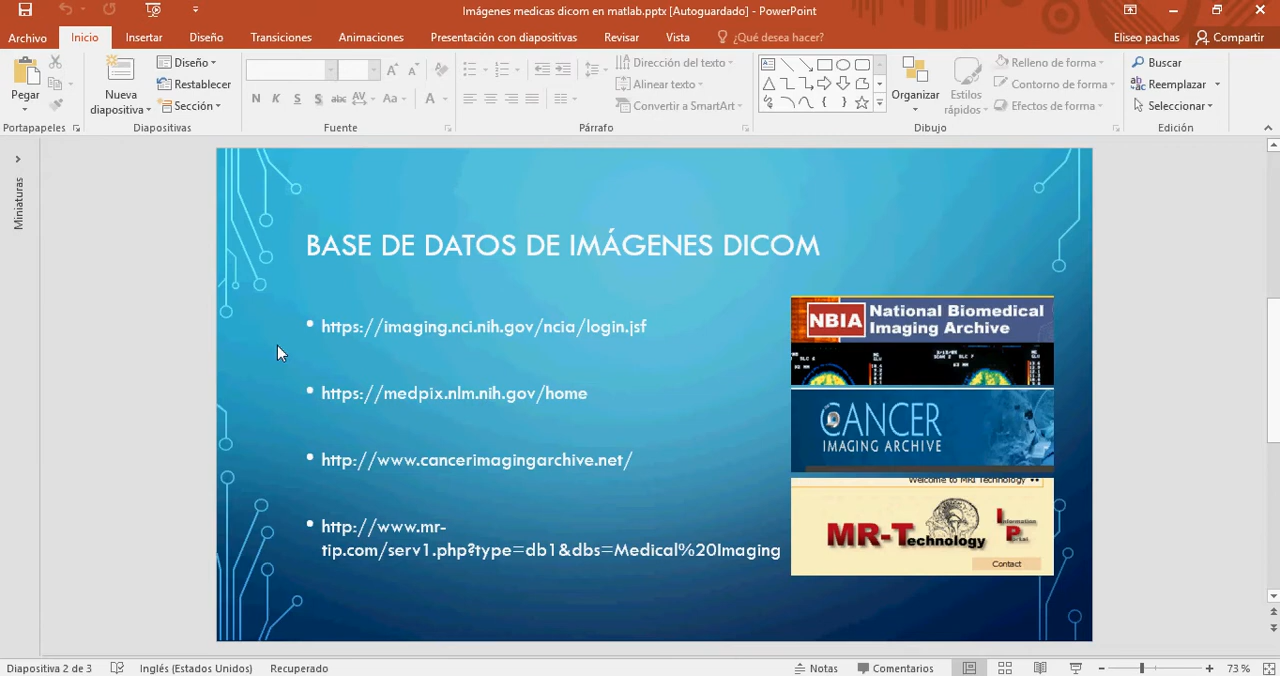 Imágenes medicas dicom en matlab.pptx [Autoguardado] - PowerPoint
Archivo Inicio Insertar Diseño Transiciones Animaciones Presentación con diapositivas Revisar Vista ¿Qué desea hacer? Eliseo pachas Compartir
Pegar
Nueva diapositiva
Diseño
Restablecer
Sección
N K S S abc AV Aa A
Dirección del texto
Alinear texto
Convertir a SmartArt
Organizar
Estilos rápidos
Relleno de forma
Contorno de forma
Efectos de forma
Buscar
Reemplazar
Seleccionar
Portapapeles Diapositivas Fuente Párrafo Dibujo Edición
Miniaturas
BASE DE DATOS DE IMÁGENES DICOM
• https://imaging.nci.nih.gov/ncia/login.jsf
• https://medpix.nlm.nih.gov/home
• http://www.cancerimagingarchive.net/
• http://www.mr-
tip.com/serv1.php?type=db1&dbs=Medical%20Imaging
NBIA National Biomedical
Imaging Archive
CANCER
IMAGING ARCHIVE
Welcome to MRI Technology
MR-Technology
Information
Portal
Contact
Diapositiva 2 de 3 Inglés (Estados Unidos) Recuperado Notas Comentarios 73 %